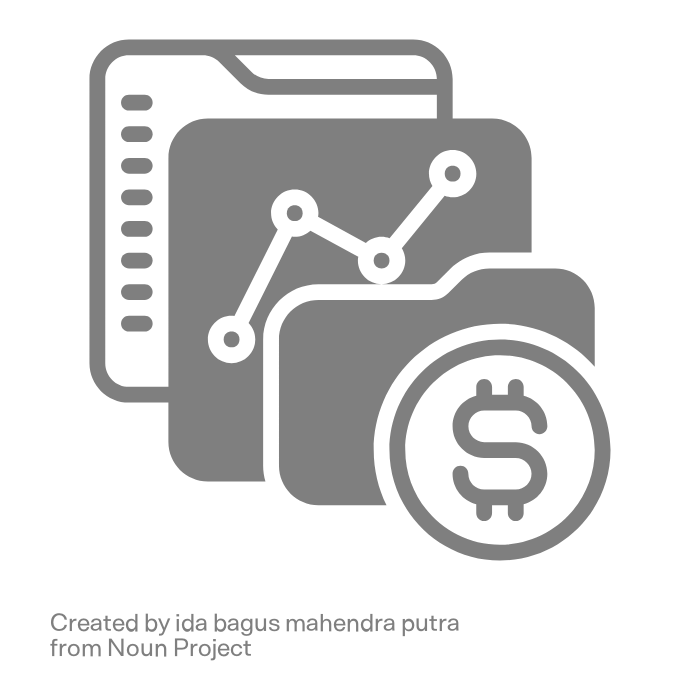 $
Created by ida bagus mahendra putra
from Noun Project